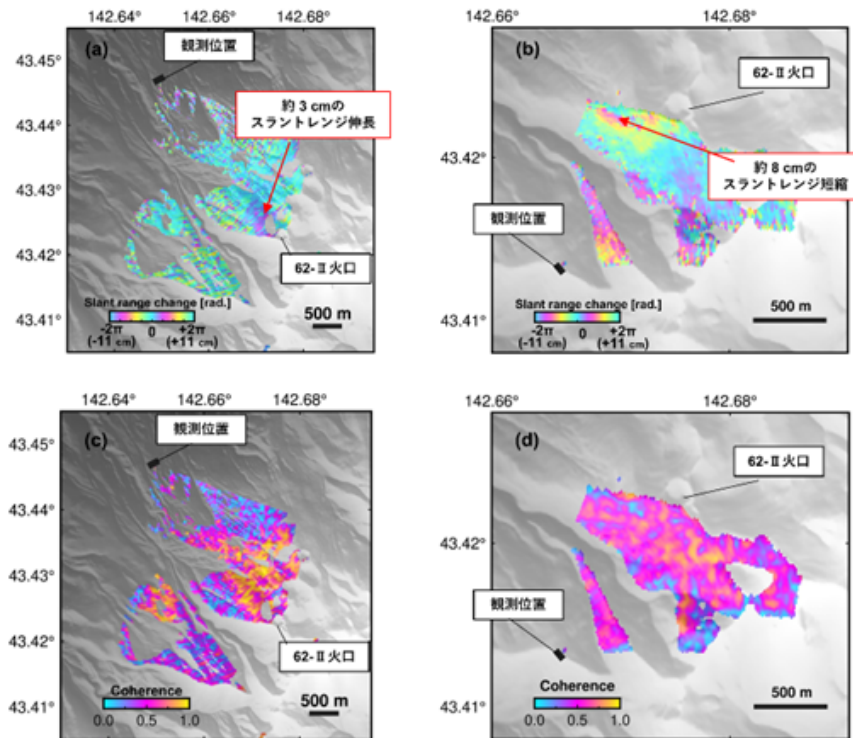 142.64° 142.66° 142.68°
43.45°
43.44°
43.43°
43.42°
43.41°
(a)
観測位置
約 3 cmの
スラントレンジ伸長
62-Ⅱ火口
Slant range change [rad.]
-2π 0 +2π
(-11 cm) (+11 cm)
500 m
142.66° 142.68°
43.42°
43.41°
(b)
62-Ⅱ火口
約 8 cmの
スラントレンジ短縮
観測位置
Slant range change [rad.]
-2π 0 +2π
(-11 cm) (+11 cm)
500 m
142.64° 142.66° 142.68°
43.45°
43.44°
43.43°
43.42°
43.41°
(c)
観測位置
62-Ⅱ火口
Coherence
0.0 0.5 1.0
500 m
142.66° 142.68°
43.42°
43.41°
(d)
62-Ⅱ火口
観測位置
Coherence
0.0 0.5 1.0
500 m